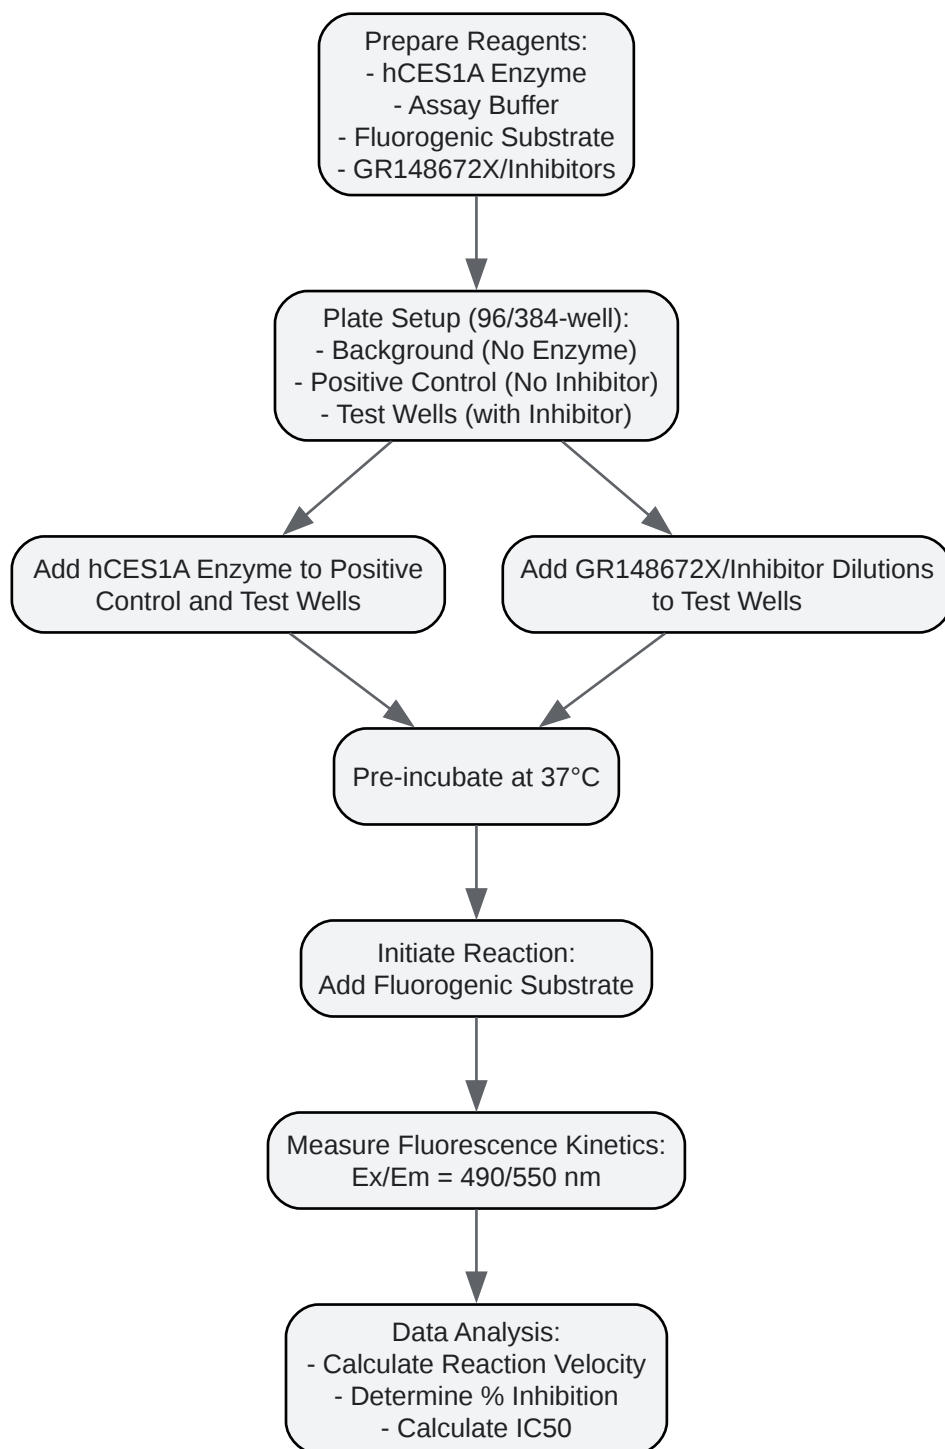 Prepare Reagents:
- hCES1A Enzyme
- Assay Buffer
- Fluorogenic Substrate
- GR148672X/Inhibitors
Plate Setup (96/384-well):
- Background (No Enzyme)
- Positive Control (No Inhibitor)
- Test Wells (with Inhibitor)
Add hCES1A Enzyme to Positive
Control and Test Wells
Add GR148672X/Inhibitor Dilutions
to Test Wells
Pre-incubate at 37°C
Initiate Reaction:
Add Fluorogenic Substrate
Measure Fluorescence Kinetics:
Ex/Em = 490/550 nm
Data Analysis:
- Calculate Reaction Velocity
- Determine % Inhibition
- Calculate IC50